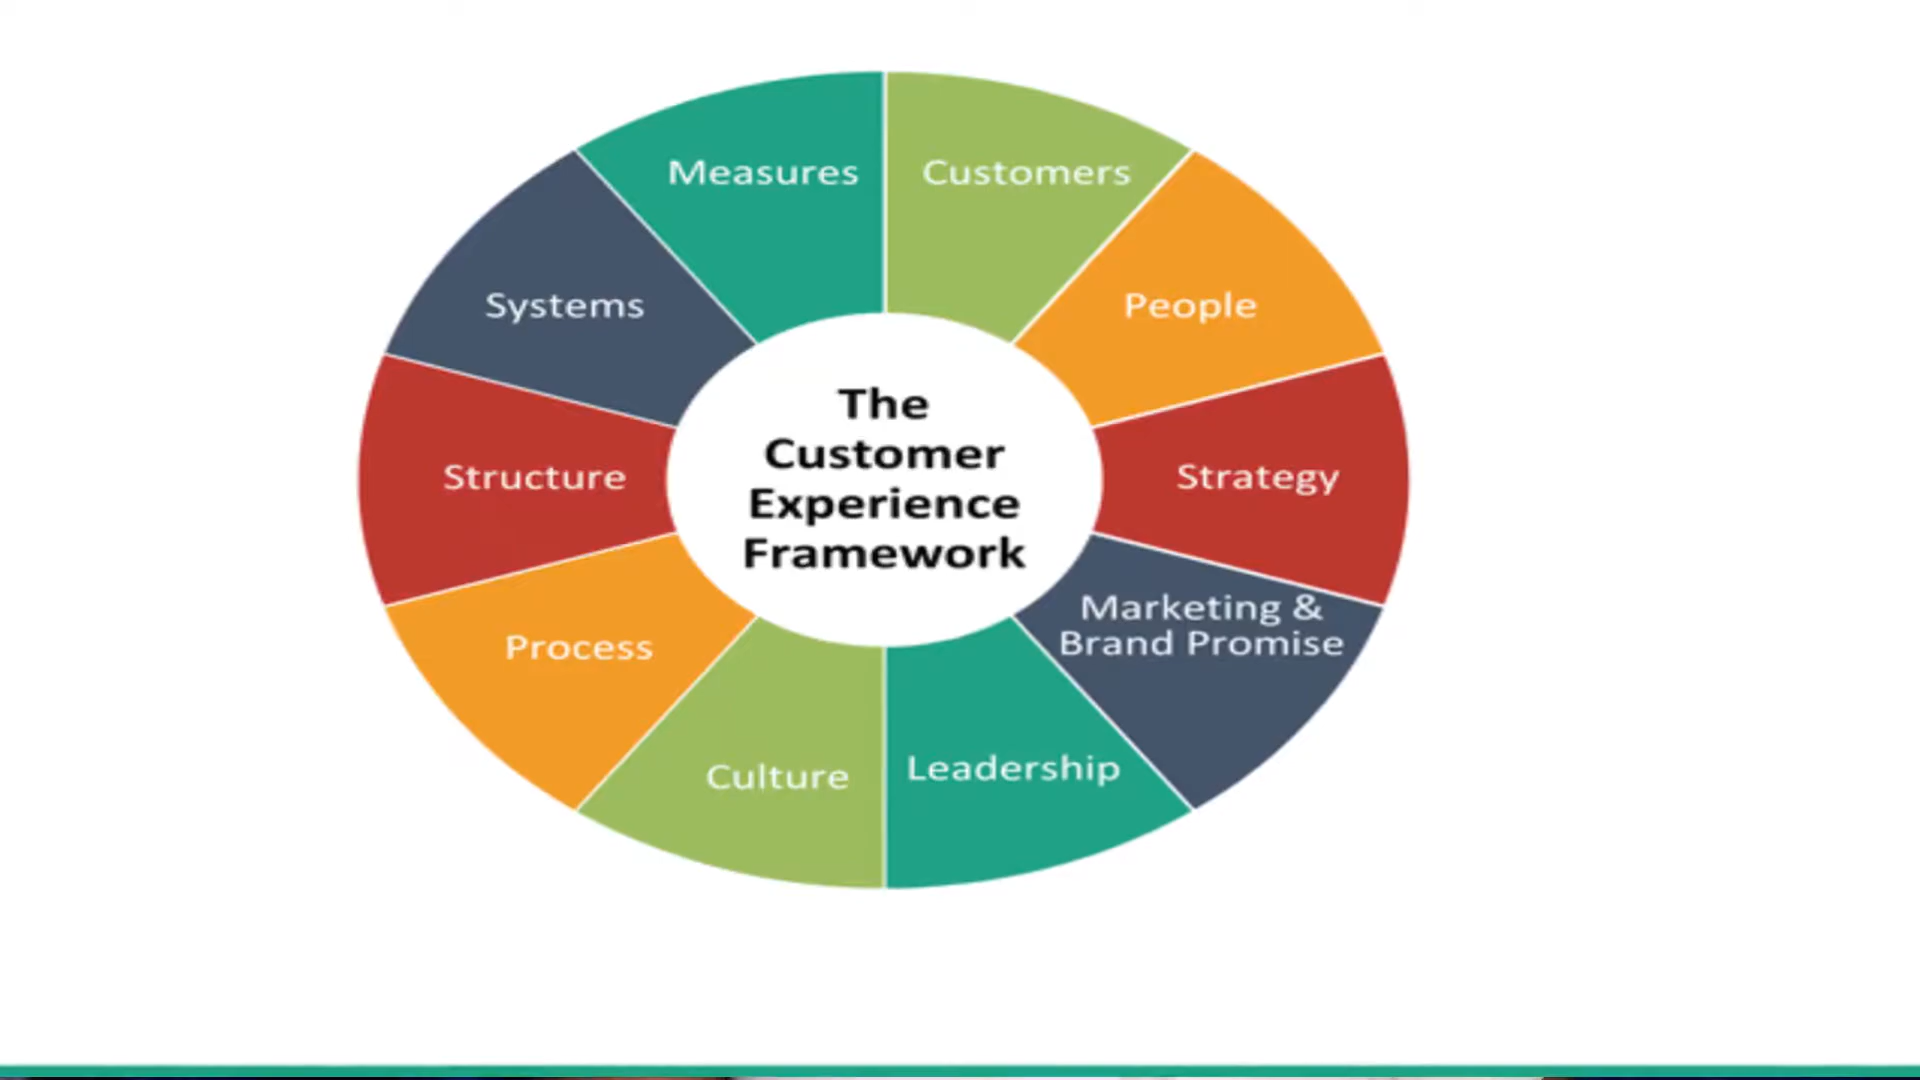 Measures
Customers
Systems
People
The
Customer
Experience
Framework
Structure
Strategy
Marketing &
Brand Promise
Process
Culture
Leadership